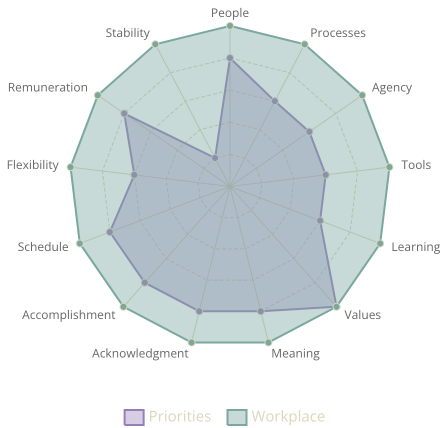 People
Stability
Processes
Remuneration
Agency
Flexibility
Tools
Schedule
Learning
Accomplishment
Values
Acknowledgment
Meaning
Priorities
Workplace